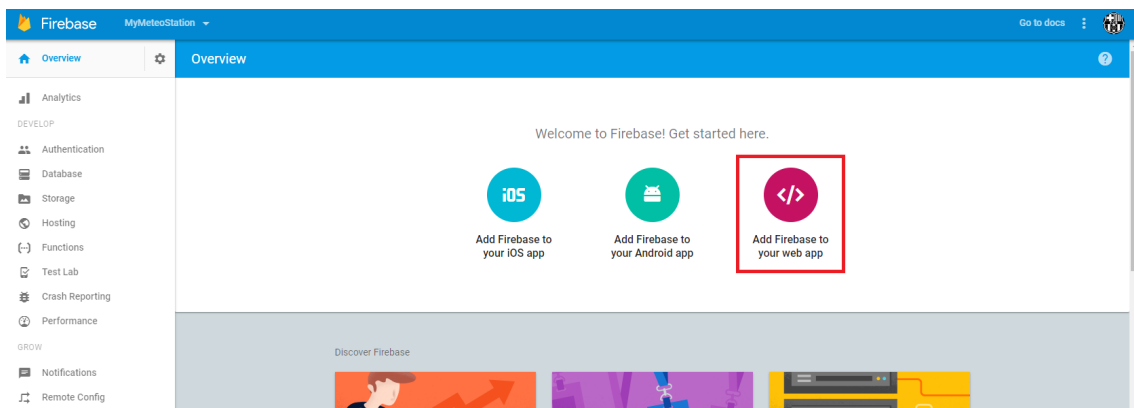 Firebase
MyMeteoStation
Go to docs
Overview
Overview
Analytics
DEVELOP
Authentication
Database
Storage
Hosting
Functions
Test Lab
Crash Reporting
Performance
GROW
Notifications
Remote Config
Welcome to Firebase! Get started here.
iOS
Add Firebase to
your iOS app
Add Firebase to
your Android app
</>
Add Firebase to
your web app
Discover Firebase